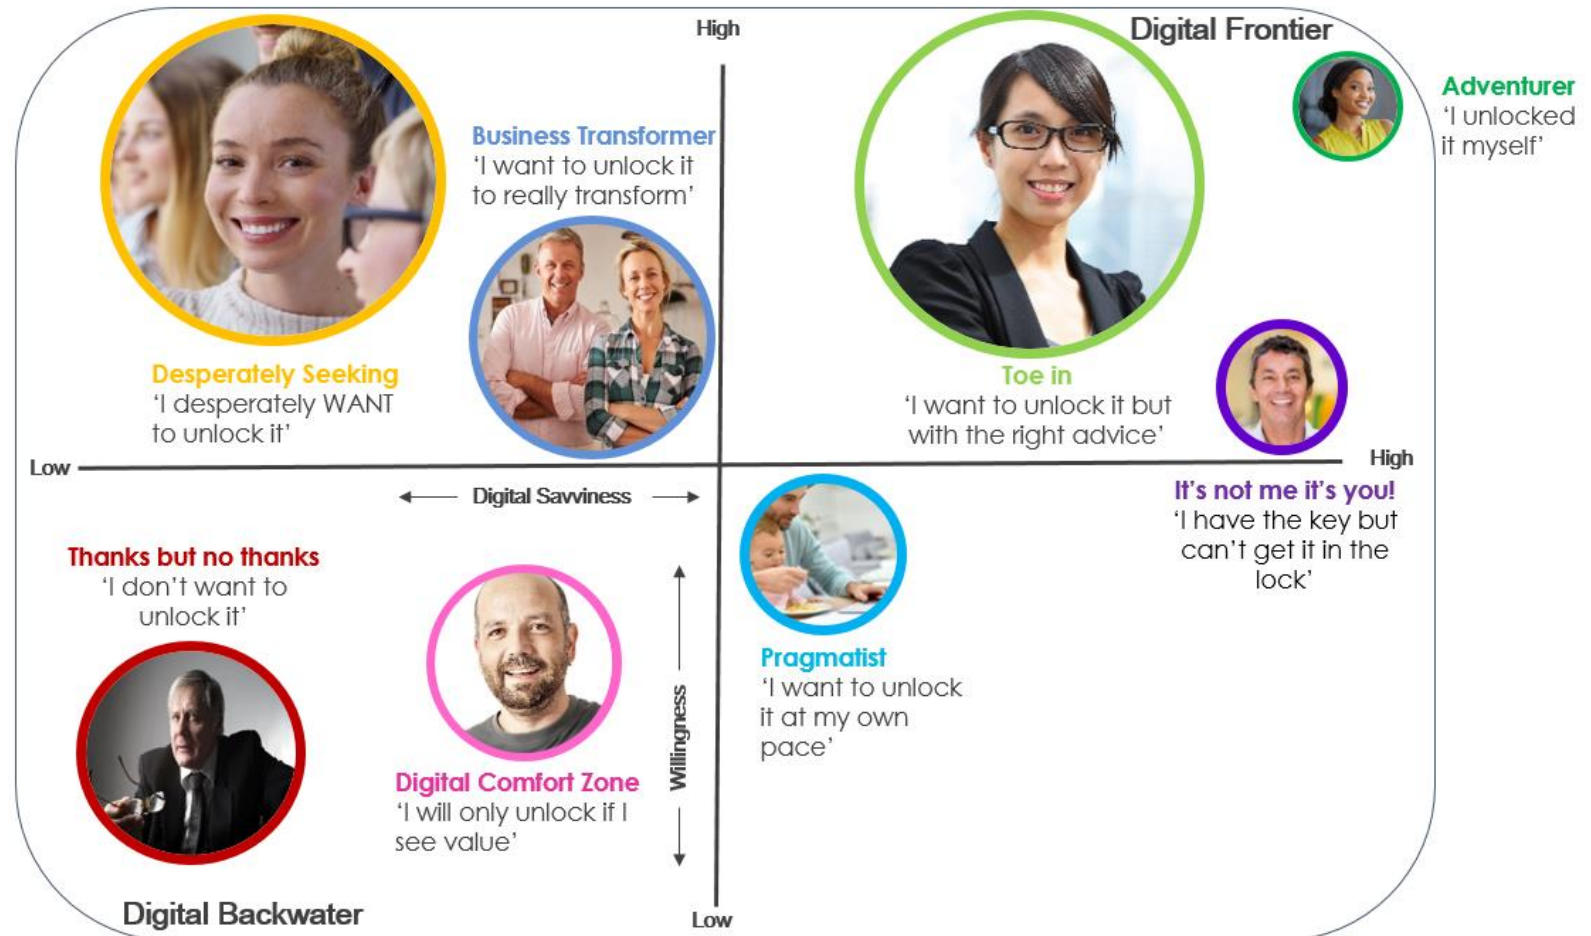 High
Digital Frontier
Adventurer
‘I unlocked
it myself’
Business Transformer
‘I want to unlock it
to really transform’
Desperately Seeking
‘I desperately WANT
to unlock it’
Toe in
‘I want to unlock it but
with the right advice’
Low
High
Digital Savviness
It’s not me it’s you!
‘I have the key but
can’t get it in the
lock’
Thanks but no thanks
‘I don’t want to
unlock it’
Willingness
Pragmatist
‘I want to unlock
it at my own
pace’
Digital Comfort Zone
‘I will only unlock if I
see value’
Digital Backwater
Low